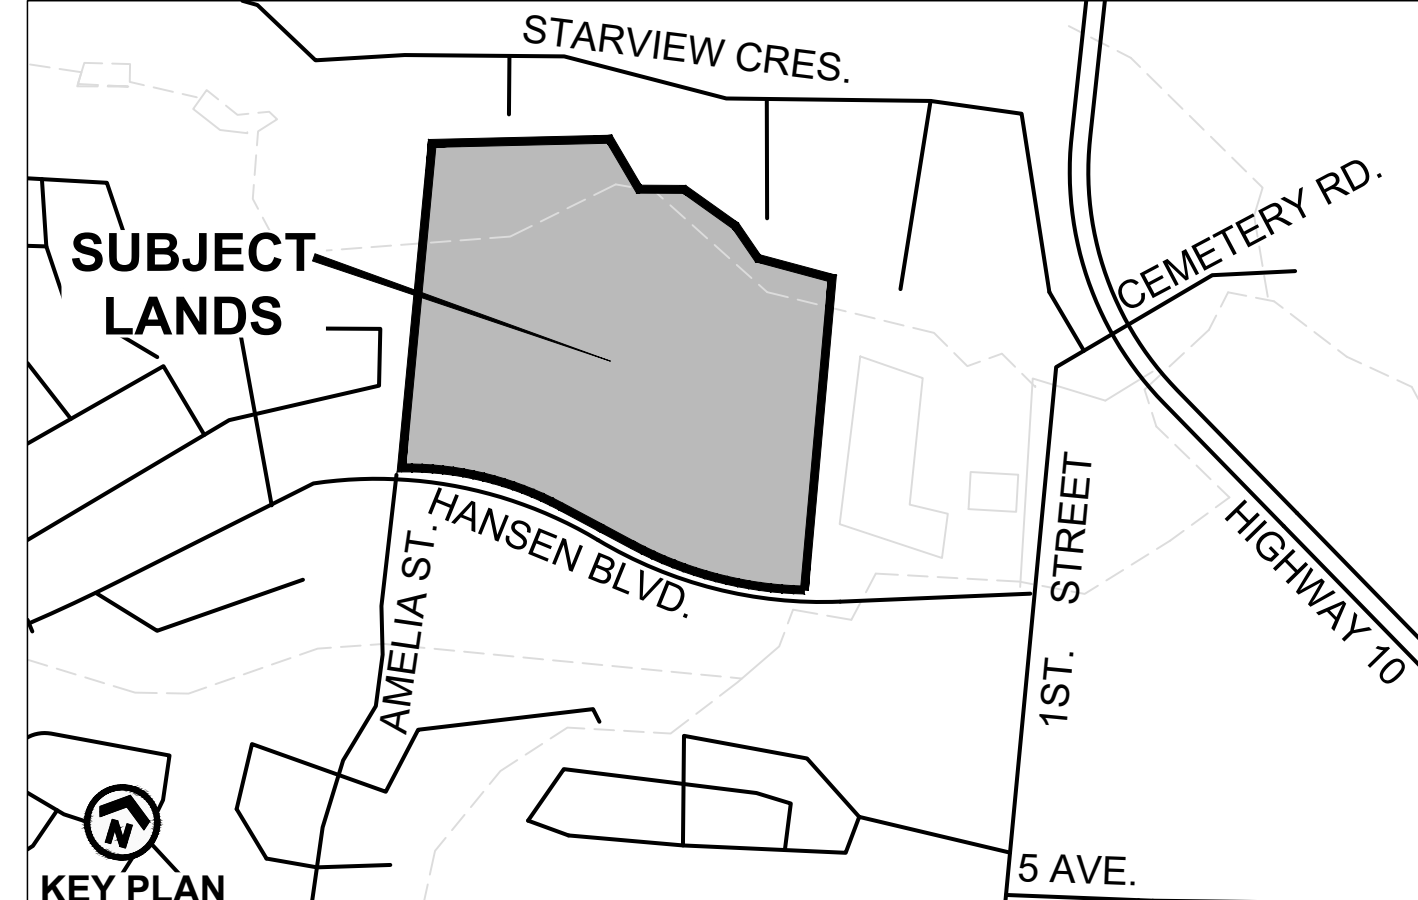 STARVIEW CRES.
CEMETERY RD.
SUBJECT
LANDS
HANSEN BLVD.
AMELIA ST.
1ST. STREET
HIGHWAY 10
N
KEY PLAN
5 AVE.